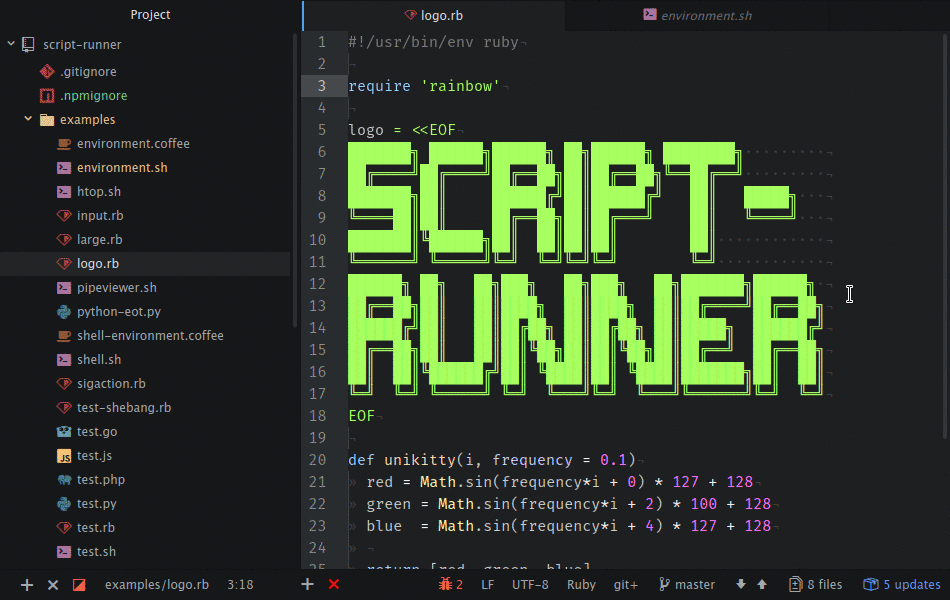 Project
script-runner
.gitignore
.npmignore
examples
environment.coffee
environment.sh
htop.sh
input.rb
large.rb
logo.rb
pipeviewer.sh
python-eot.py
shell-environment.coffee
shell.sh
sigaction.rb
test-shebang.rb
test.go
test.js
test.php
test.py
test.rb
test.sh
logo.rb environment.sh
1 #!/usr/bin/env ruby
2
3 require 'rainbow'
4
5 logo = <<EOF
6
7
8 SCRIPT-
9
10
11
12
13
14 RUNNER
15
16
17
18 EOF
19
20 def unikitty(i, frequency = 0.1)
21 red = Math.sin(frequency*i + 0) * 127 + 128
22 green = Math.sin(frequency*i + 2) * 100 + 128
23 blue = Math.sin(frequency*i + 4) * 127 + 128
24
25 return [red, green, blue]
examples/logo.rb 3:18 2 LF UTF-8 Ruby git+ master 8 files 5 updates